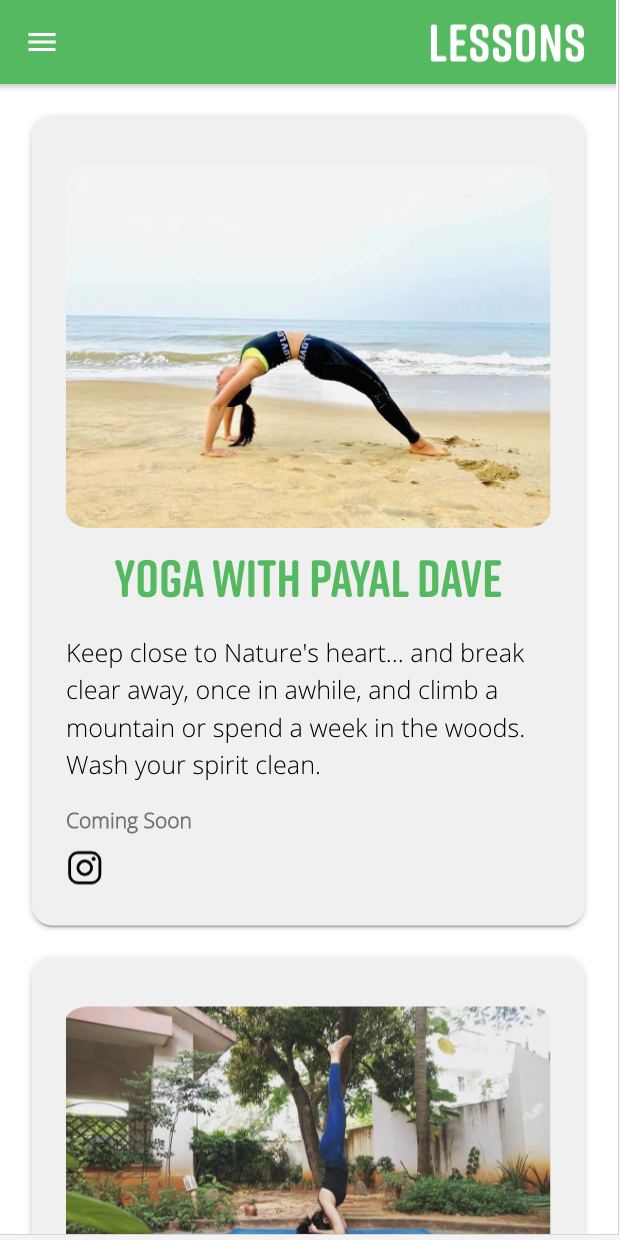 LESSONS
YOGA WITH PAYAL DAVE
Keep close to Nature's heart... and break
clear away, once in awhile, and climb a
mountain or spend a week in the woods.
Wash your spirit clean.
Coming Soon